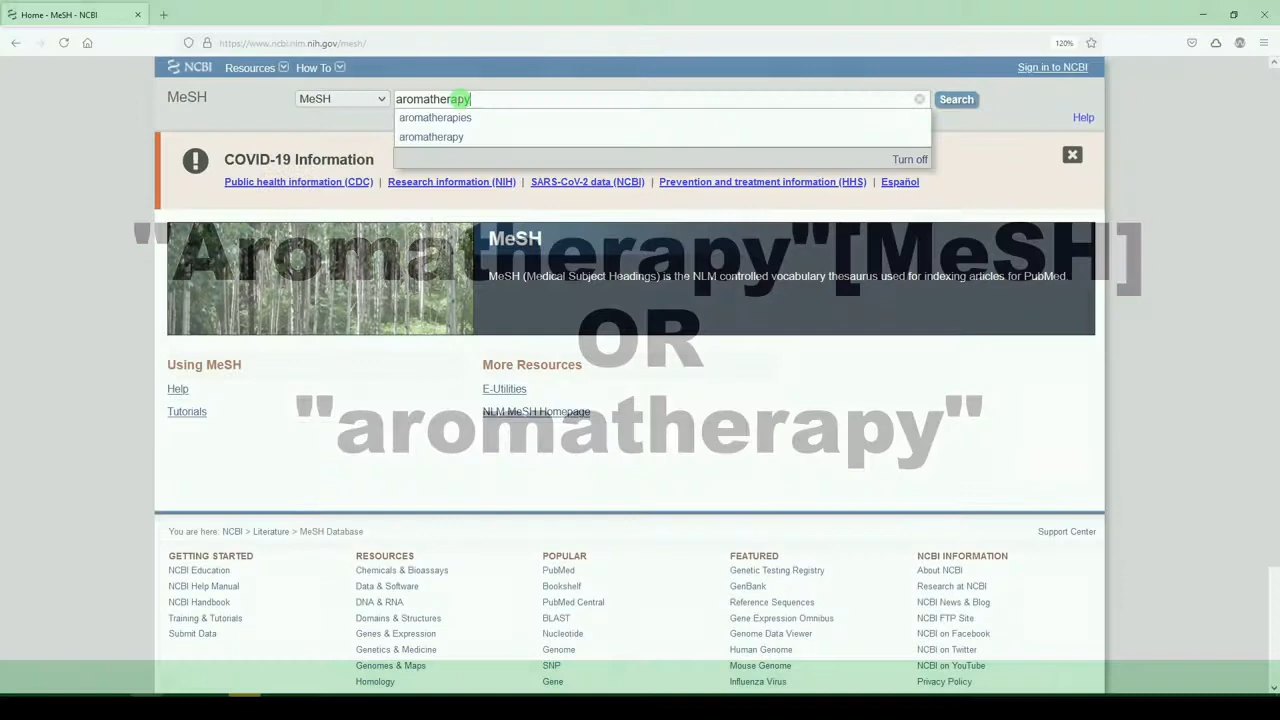 Home - MeSH - NCBI
https://www.ncbi.nlm.nih.gov/mesh/
120%
NCBI Resources How To Sign in to NCBI
MeSH MeSH aromatherapy Search
aromatherapies
Help
aromatherapy
Turn off
COVID-19 Information
Public health information (CDC) | Research information (NIH) | SARS-CoV-2 data (NCBI) | Prevention and treatment information (HHS) | Español
"Aromatherapy"[MeSH]
OR
"aromatherapy"
MeSH
MeSH (Medical Subject Headings) is the NLM controlled vocabulary thesaurus used for indexing articles for PubMed.
Using MeSH
Help
Tutorials
More Resources
E-Utilities
NLM MeSH Homepage
You are here: NCBI > Literature > MeSH Database
Support Center
GETTING STARTED
NCBI Education
NCBI Help Manual
NCBI Handbook
Training & Tutorials
Submit Data
RESOURCES
Chemicals & Bioassays
Data & Software
DNA & RNA
Domains & Structures
Genes & Expression
Genetics & Medicine
Genomes & Maps
Homology
POPULAR
PubMed
Bookshelf
PubMed Central
BLAST
Nucleotide
Genome
SNP
Gene
FEATURED
Genetic Testing Registry
GenBank
Reference Sequences
Gene Expression Omnibus
Genome Data Viewer
Human Genome
Mouse Genome
Influenza Virus
NCBI INFORMATION
About NCBI
Research at NCBI
NCBI News & Blog
NCBI FTP Site
NCBI on Facebook
NCBI on Twitter
NCBI on YouTube
Privacy Policy